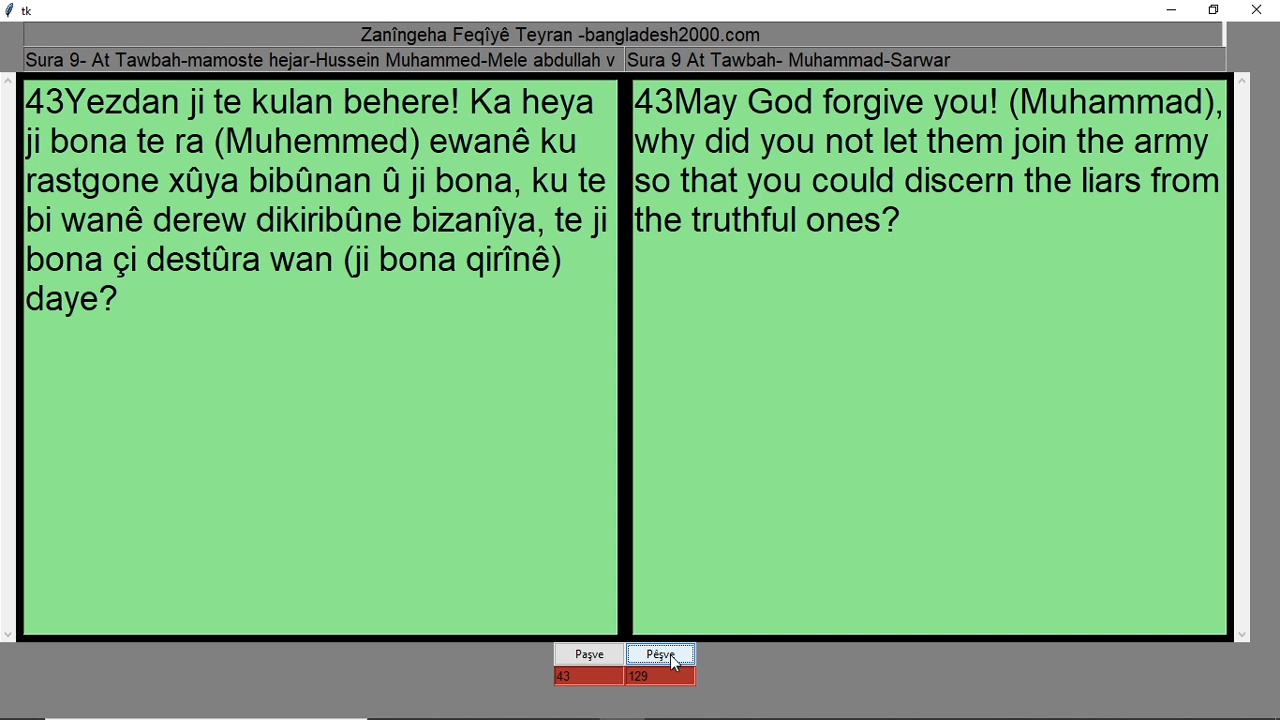 tk
Zanîngeha Feqîyê Teyran -bangladesh2000.com
Sura 9- At Tawbah-mamoste hejar-Hussein Muhammed-Mele abdullah v
Sura 9 At Tawbah- Muhammad-Sarwar
43Yezdan ji te kulan behere! Ka heya
ji bona te ra (Muhemmed) ewanê ku
rastgone xûya bibûnan û ji bona, ku te
bi wanê derew dikiribûne bizanîya, te ji
bona çi destûra wan (ji bona qirînê)
daye?
43May God forgive you! (Muhammad),
why did you not let them join the army
so that you could discern the liars from
the truthful ones?
Paşve
Pêşve
43
129